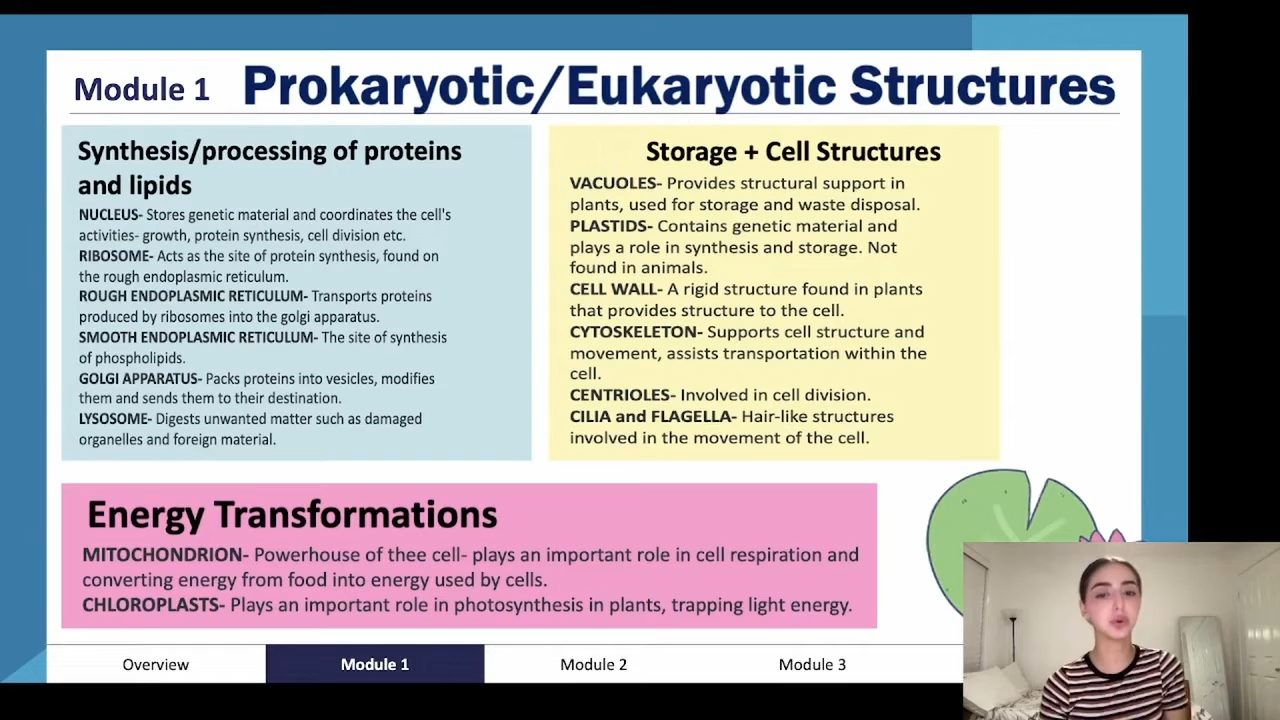 Module 1 Prokaryotic/Eukaryotic Structures
Synthesis/processing of proteins
and lipids
NUCLEUS- Stores genetic material and coordinates the cell's
activities- growth, protein synthesis, cell division etc.
RIBOSOME- Acts as the site of protein synthesis, found on
the rough endoplasmic reticulum.
ROUGH ENDOPLASMIC RETICULUM- Transports proteins
produced by ribosomes into the golgi apparatus.
SMOOTH ENDOPLASMIC RETICULUM- The site of synthesis
of phospholipids.
GOLGI APPARATUS- Packs proteins into vesicles, modifies
them and sends them to their destination.
LYSOSOME- Digests unwanted matter such as damaged
organelles and foreign material.
Storage + Cell Structures
VACUOLES- Provides structural support in
plants, used for storage and waste disposal.
PLASTIDS- Contains genetic material and
plays a role in synthesis and storage. Not
found in animals.
CELL WALL- A rigid structure found in plants
that provides structure to the cell.
CYTOSKELETON- Supports cell structure and
movement, assists transportation within the
cell.
CENTRIOLES- Involved in cell division.
CILIA and FLAGELLA- Hair-like structures
involved in the movement of the cell.
Energy Transformations
MITOCHONDRION- Powerhouse of thee cell- plays an important role in cell respiration and
converting energy from food into energy used by cells.
CHLOROPLASTS- Plays an important role in photosynthesis in plants, trapping light energy.
Overview Module 1 Module 2 Module 3